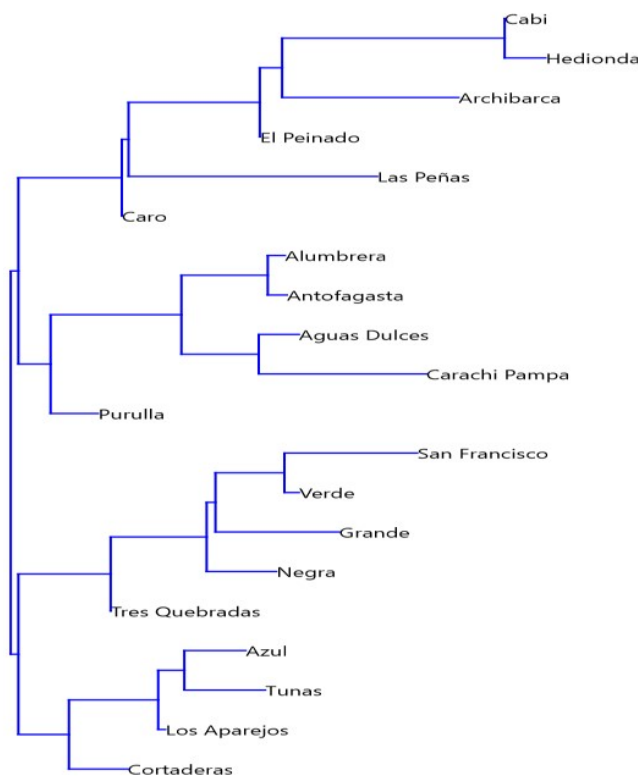 Cabi
Hedionda
Archibarca
El Peinado
Las Peñas
Caro
Alumbrera
Antofagasta
Aguas Dulces
Carachi Pampa
Purulla
San Francisco
Verde
Grande
Negra
Tres Quebradas
Azul
Tunas
Los Aparejos
Cortaderas